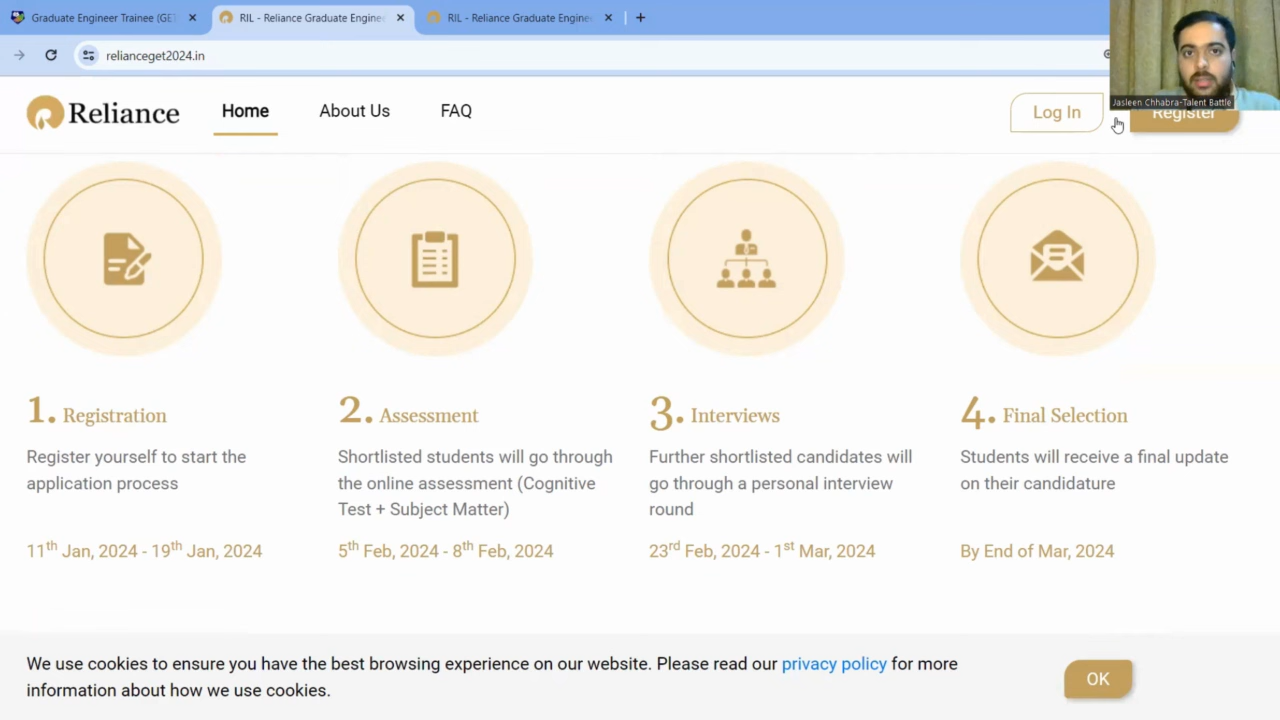 Graduate Engineer Trainee (GET
RIL - Reliance Graduate Engine
RIL - Reliance Graduate Engine
relianceget2024.in
Jasleen Chhabra-Talent Battle
Reliance
Home
About Us
FAQ
Log In
Register
1. Registration
Register yourself to start the
application process
11th Jan, 2024 - 19th Jan, 2024
2. Assessment
Shortlisted students will go through
the online assessment (Cognitive
Test + Subject Matter)
5th Feb, 2024 - 8th Feb, 2024
3. Interviews
Further shortlisted candidates will
go through a personal interview
round
23rd Feb, 2024 - 1st Mar, 2024
4. Final Selection
Students will receive a final update
on their candidature
By End of Mar, 2024
We use cookies to ensure you have the best browsing experience on our website. Please read our privacy policy for more
information about how we use cookies.
OK